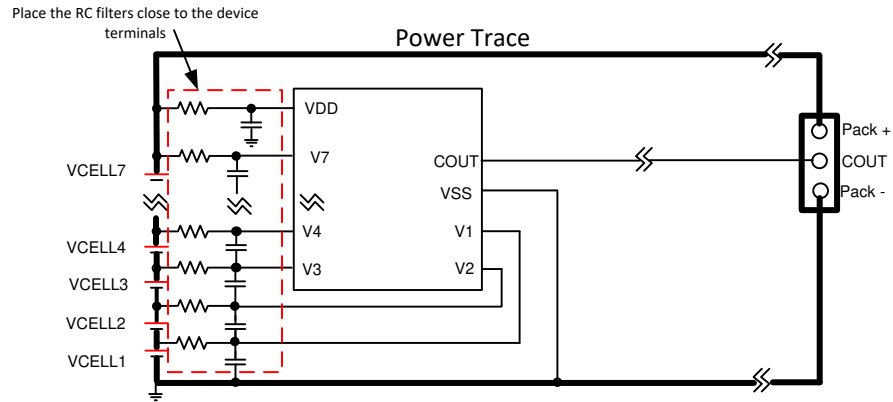 Place the RC filters close to the device
terminals
Power Trace
VDD
Pack +
V7
COUT
COUT
VCELL7
VSS
Pack -
V4
V1
VCELL4
V3
V2
VCELL3
VCELL2
VCELL1